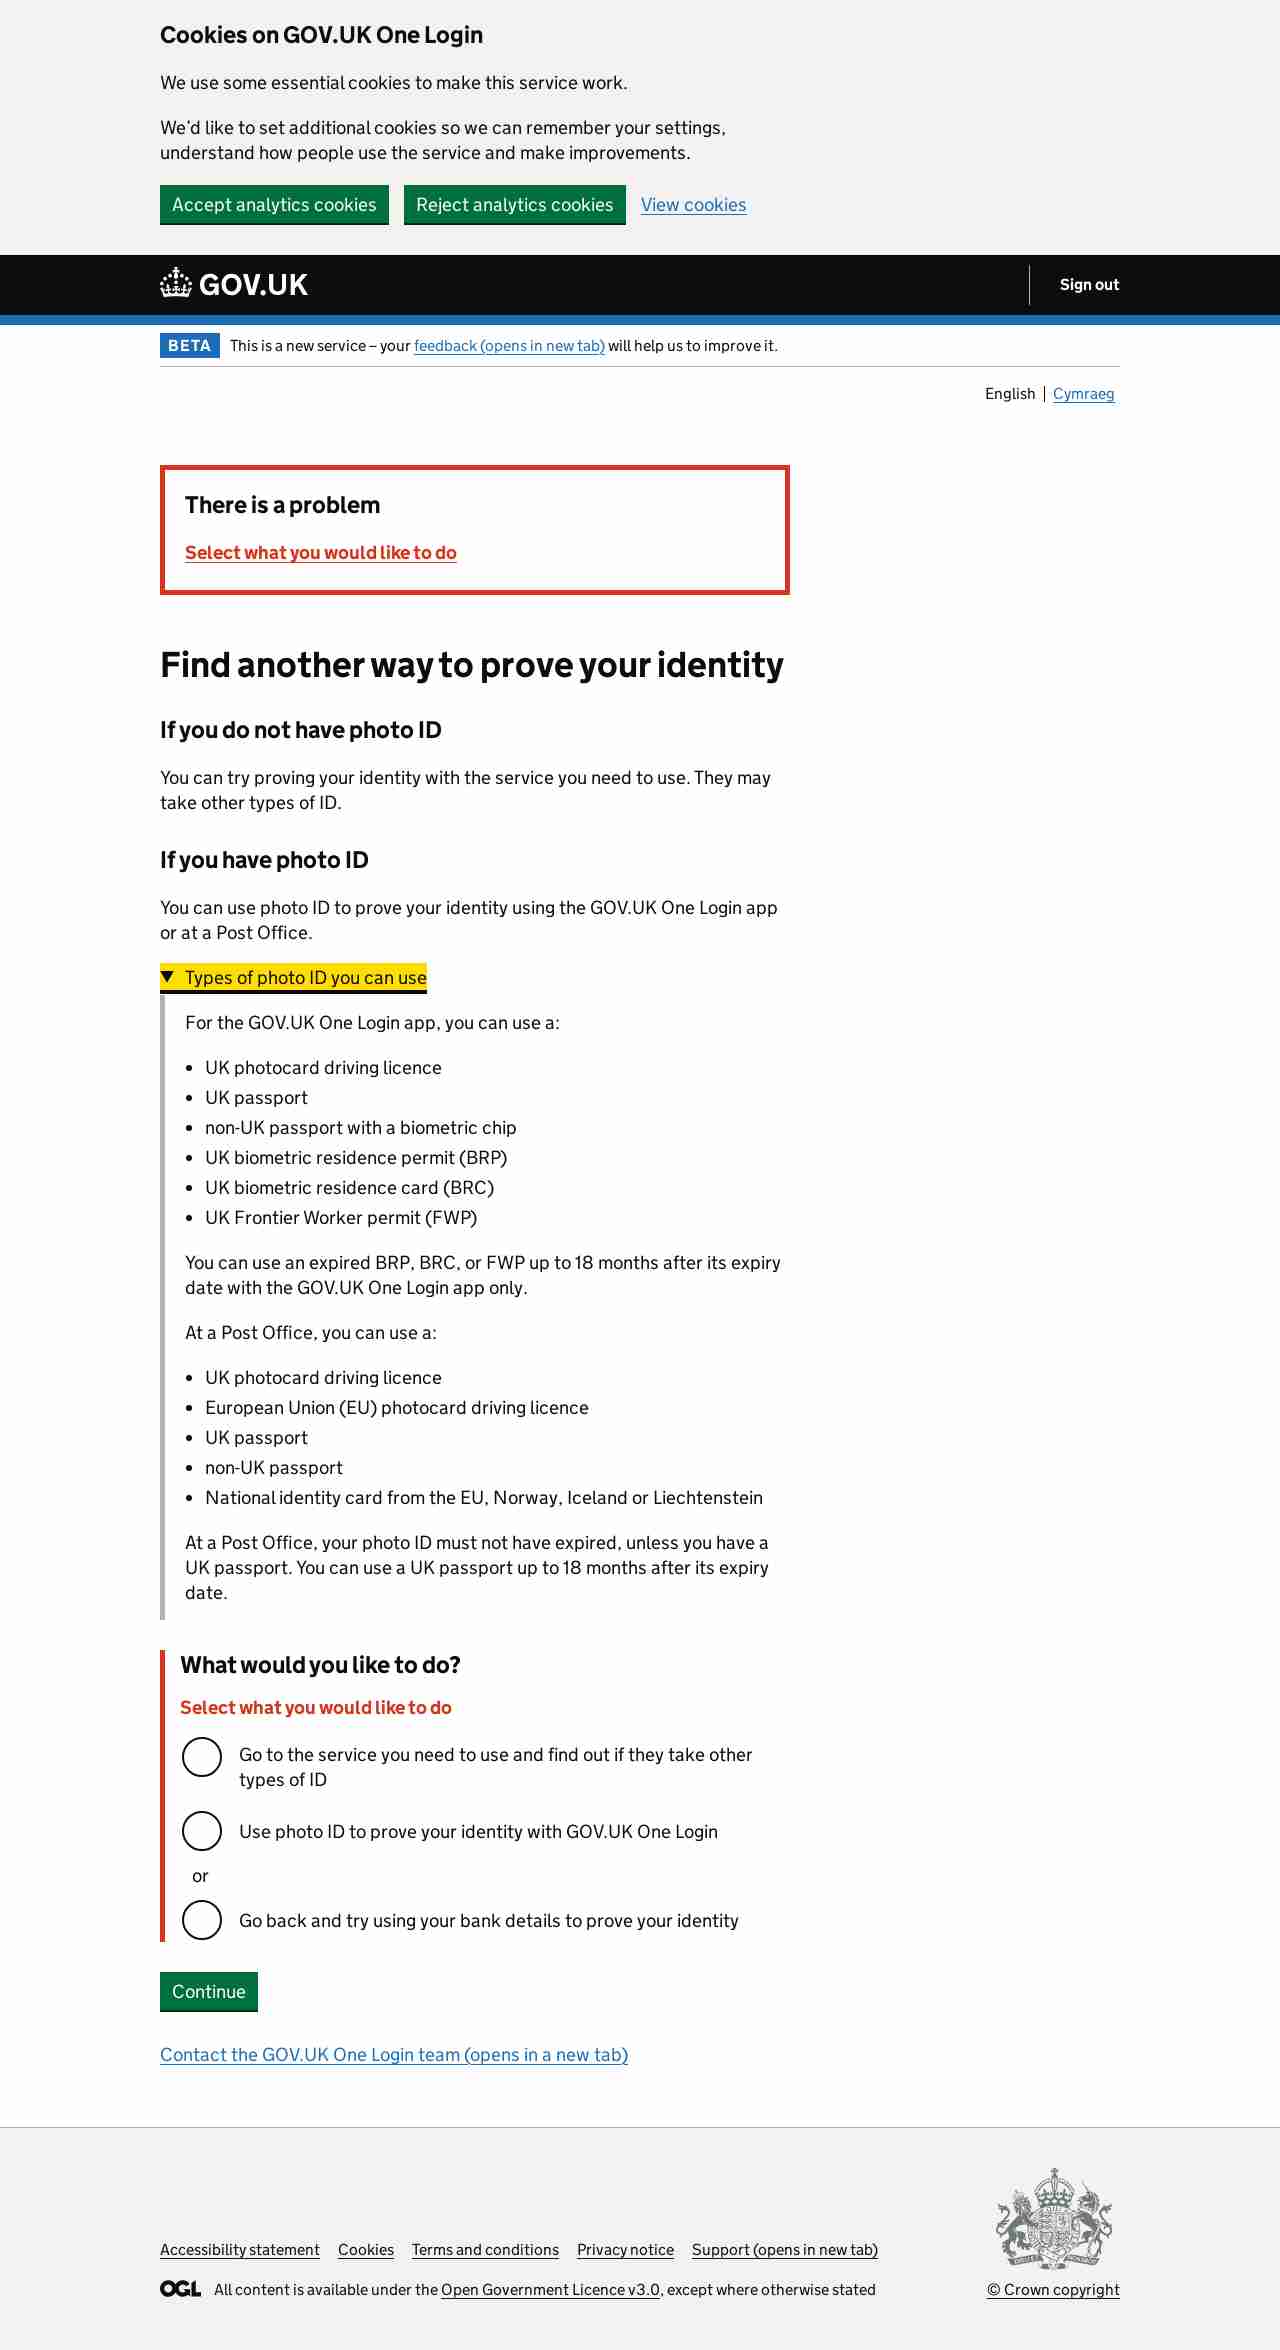 Cookies on GOV.UK One Login
We use some essential cookies to make this service work.
We’d like to set additional cookies so we can remember your settings,
understand how people use the service and make improvements.
Accept analytics cookies
Reject analytics cookies
View cookies
GOV.UK
Sign out
BETA
This is a new service – your feedback (opens in new tab) will help us to improve it.
English
Cymraeg
There is a problem
Select what you would like to do
Find another way to prove your identity
If you do not have photo ID
You can try proving your identity with the service you need to use. They may
take other types of ID.
If you have photo ID
You can use photo ID to prove your identity using the GOV.UK One Login app
or at a Post Office.
Types of photo ID you can use
For the GOV.UK One Login app, you can use a:
• UK photocard driving licence
• UK passport
• non-UK passport with a biometric chip
• UK biometric residence permit (BRP)
• UK biometric residence card (BRC)
• UK Frontier Worker permit (FWP)
You can use an expired BRP, BRC, or FWP up to 18 months after its expiry
date with the GOV.UK One Login app only.
At a Post Office, you can use a:
• UK photocard driving licence
• European Union (EU) photocard driving licence
• UK passport
• non-UK passport
• National identity card from the EU, Norway, Iceland or Liechtenstein
At a Post Office, your photo ID must not have expired, unless you have a
UK passport. You can use a UK passport up to 18 months after its expiry
date.
What would you like to do?
Select what you would like to do
Go to the service you need to use and find out if they take other
types of ID
Use photo ID to prove your identity with GOV.UK One Login
or
Go back and try using your bank details to prove your identity
Continue
Contact the GOV.UK One Login team (opens in a new tab)
Accessibility statement
Cookies
Terms and conditions
Privacy notice
Support (opens in new tab)
OGL
All content is available under the Open Government Licence v3.0, except where otherwise stated
© Crown copyright